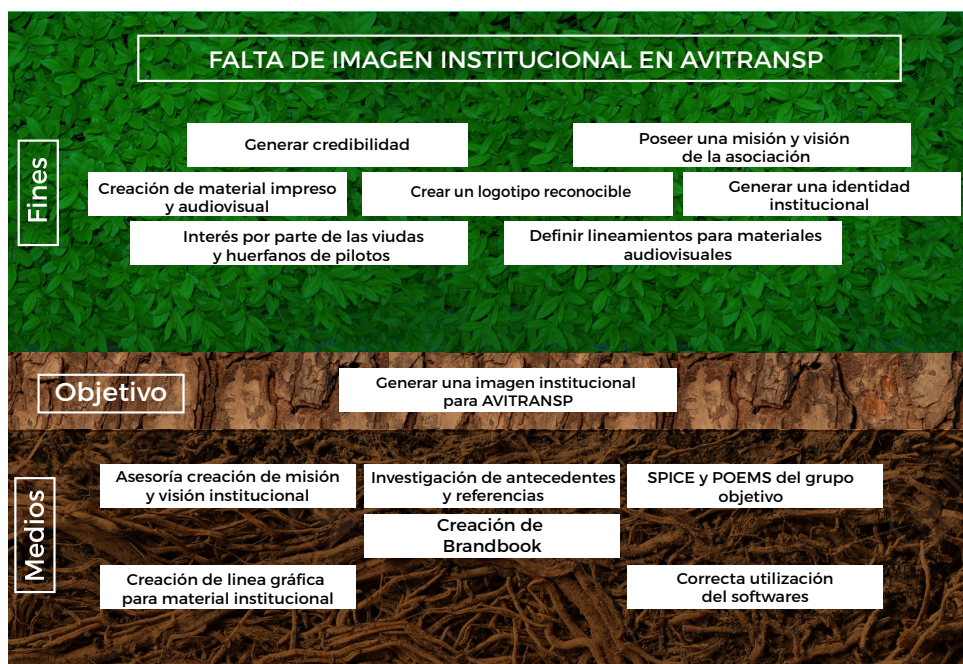 FALTA DE IMAGEN INSTITUCIONAL EN AVITRANSP
Fines
Generar credibilidad
Poseer una misión y visión
de la asociación
Creación de material impreso
y audiovisual
Crear un logotipo reconocible
Generar una identidad
institucional
Interés por parte de las viudas
y huerfanos de pilotos
Definir lineamientos para materiales
audiovisuales
Objetivo
Generar una imagen institucional
para AVITRANSP
Medios
Asesoría creación de misión
y visión institucional
Investigación de antecedentes
y referencias
SPICE y POEMS del grupo
objetivo
Creación de
Brandbook
Creación de linea gráfica
para material institucional
Correcta utilización
del softwares